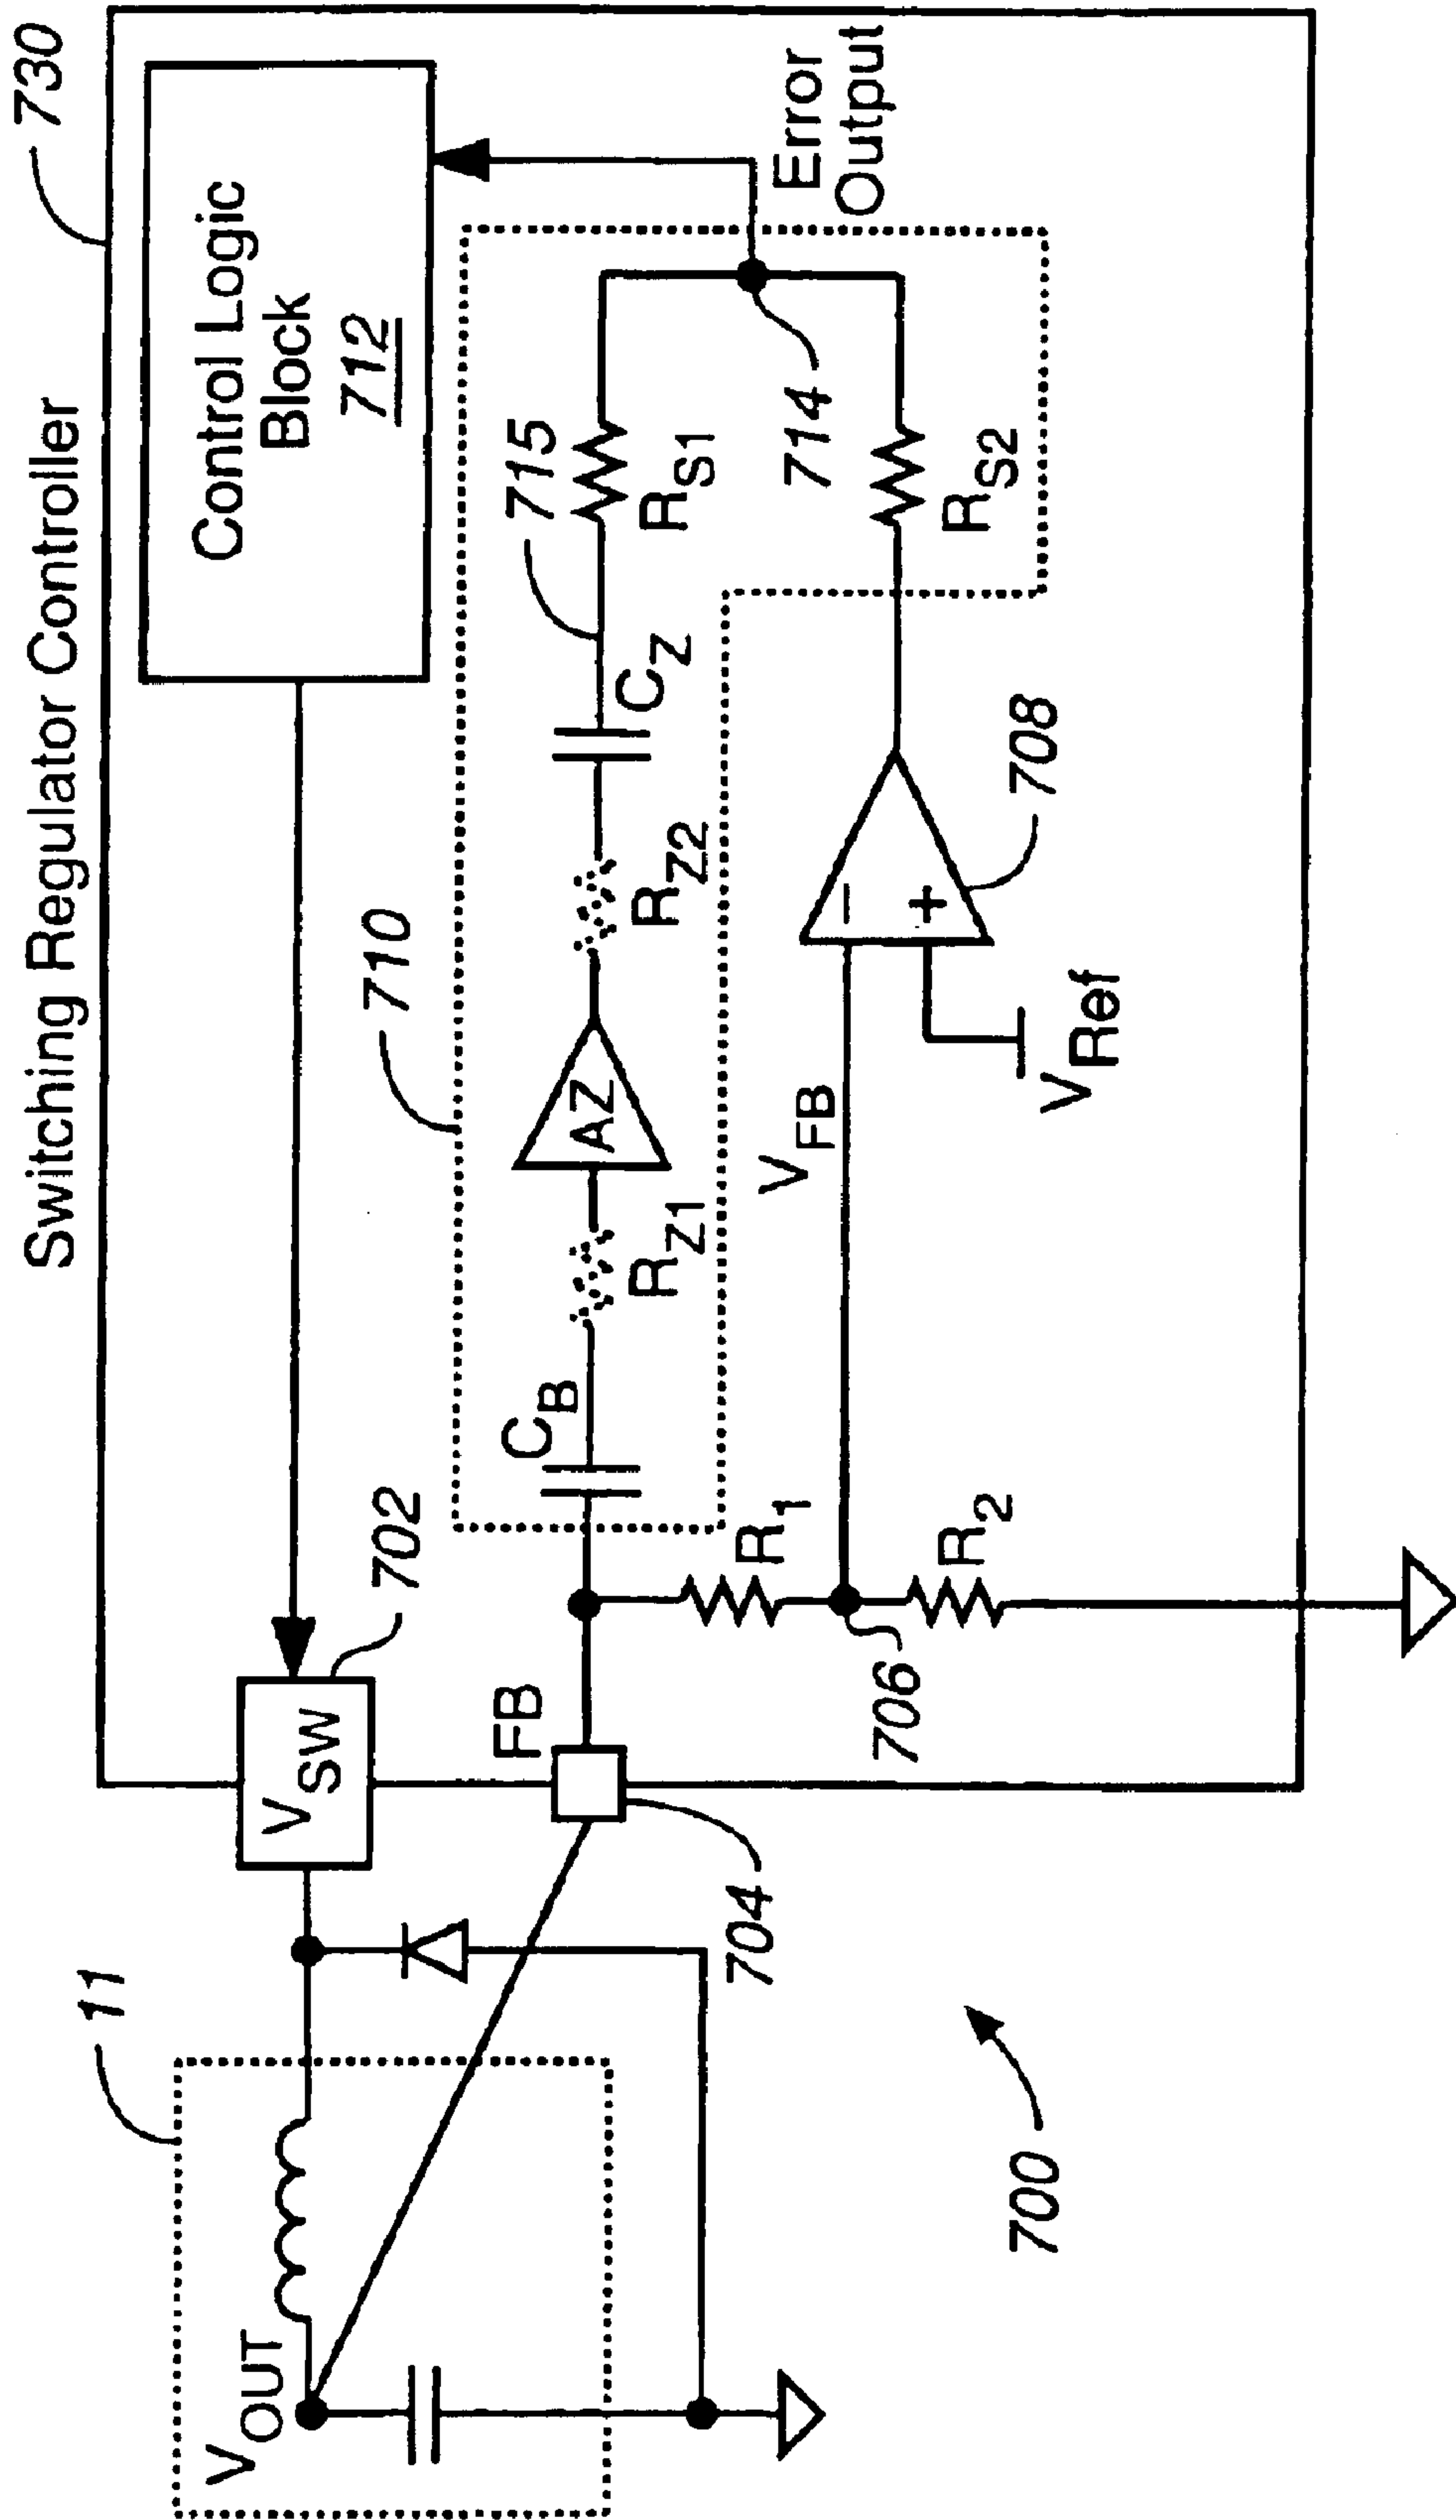 Switching Regulator Controller
730
Control Logic
Block
712
11
VOUT
VSW
702
FB
704
710
CB
RZ1
AZ
RZ2
CZ
715
RS1
714
RS2
Error
Output
R1
706
R2
VFB
VRef
−
+
708
700